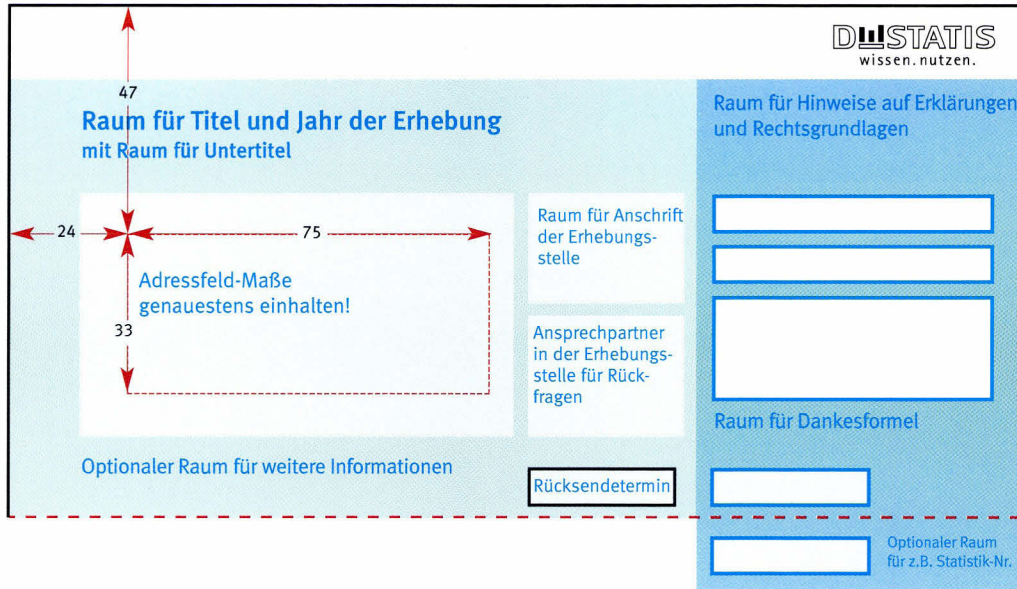 DESTATIS
wissen.nutzen.
47
Raum für Titel und Jahr der Erhebung
mit Raum für Untertitel
Raum für Hinweise auf Erklärungen
und Rechtsgrundlagen
24
75
Adressfeld-Maße
genauestens einhalten!
33
Raum für Anschrift
der Erhebungs-
stelle
Ansprechpartner
in der Erhebungs-
stelle für Rück-
fragen
Raum für Dankesformel
Optionaler Raum für weitere Informationen
Rücksendetermin
Optionaler Raum
für z.B. Statistik-Nr.